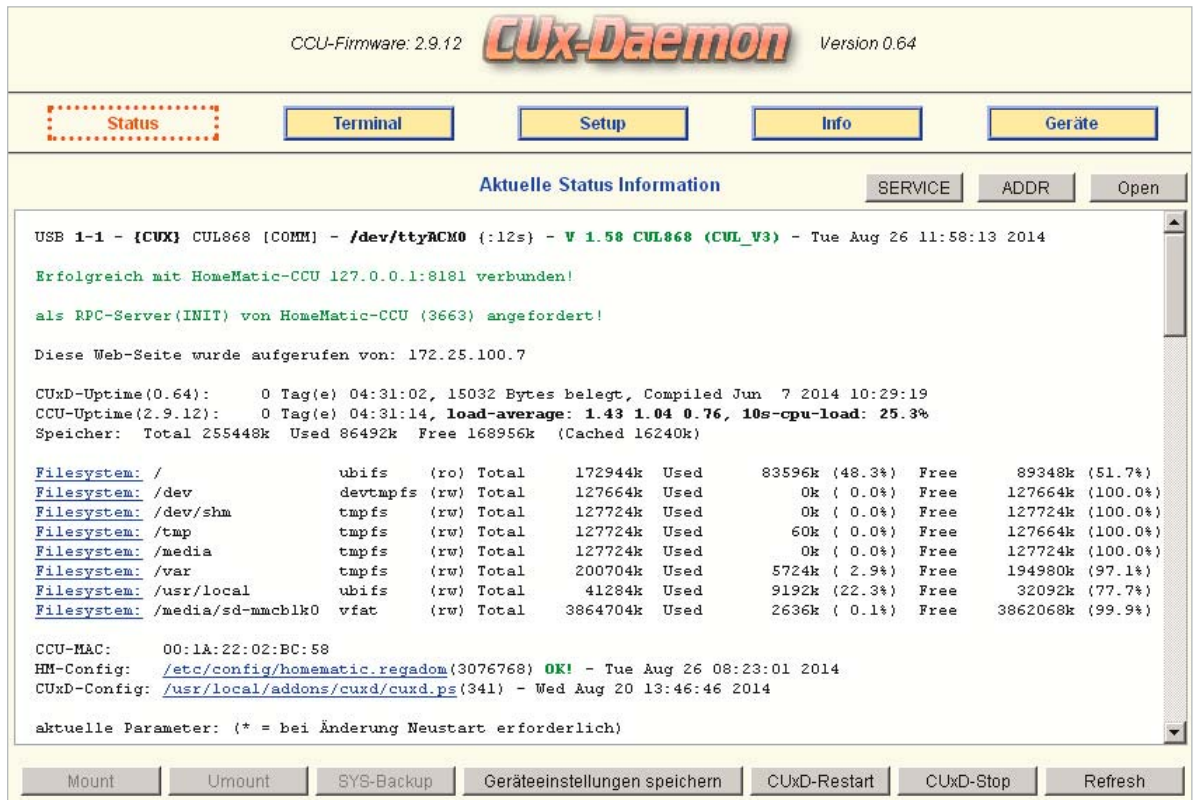 CCU-Firmware: 2.9.12 CUx-Daemon Version 0.64
Status Terminal Setup Info Geräte
Aktuelle Status Information SERVICE ADDR Open
USB 1-1 - {CUX} CUL868 [COMM] - /dev/ttyACM0 {:12s} - V 1.58 CUL868 (CUL_V3) - Tue Aug 26 11:58:13 2014
Erfolgreich mit HomeMatic-CCU 127.0.0.1:8181 verbunden!
als RPC-Server(INIT) von HomeMatic-CCU (3663) angefordert!
Diese Web-Seite wurde aufgerufen von: 172.25.100.7
CUxD-Uptime(0.64): 0 Tag(e) 04:31:02, 15032 Bytes belegt, Compiled Jun 7 2014 10:29:19
CCU-Uptime(2.9.12): 0 Tag(e) 04:31:14, load-average: 1.43 1.04 0.76, 10s-cpu-load: 25.3%
Speicher: Total 255448k Used 86492k Free 168956k (Cached 16240k)
Filesystem: / ubifs (ro) Total 172944k Used 83596k (48.3%) Free 89348k (51.7%)
Filesystem: /dev devtmpfs (rw) Total 127664k Used 0k ( 0.0%) Free 127664k (100.0%)
Filesystem: /dev/shm tmpfs (rw) Total 127724k Used 0k ( 0.0%) Free 127724k (100.0%)
Filesystem: /tmp tmpfs (rw) Total 127724k Used 60k ( 0.0%) Free 127664k (100.0%)
Filesystem: /media tmpfs (rw) Total 127724k Used 0k ( 0.0%) Free 127724k (100.0%)
Filesystem: /var tmpfs (rw) Total 200704k Used 5724k ( 2.9%) Free 194980k (97.1%)
Filesystem: /usr/local ubifs (rw) Total 41284k Used 9192k (22.3%) Free 32092k (77.7%)
Filesystem: /media/sd-mmcblk0 vfat (rw) Total 3864704k Used 2636k ( 0.1%) Free 3862068k (99.9%)
CCU-MAC: 00:1A:22:02:BC:58
HM-Config: /etc/config/homematic.regadom(3076768) OK! - Tue Aug 26 08:23:01 2014
CUxD-Config: /usr/local/addons/cuxd/cuxd.ps(341) - Wed Aug 20 13:46:46 2014
aktuelle Parameter: (* = bei Änderung Neustart erforderlich)
Mount Umount SYS-Backup Geräteeinstellungen speichern CUxD-Restart CUxD-Stop Refresh